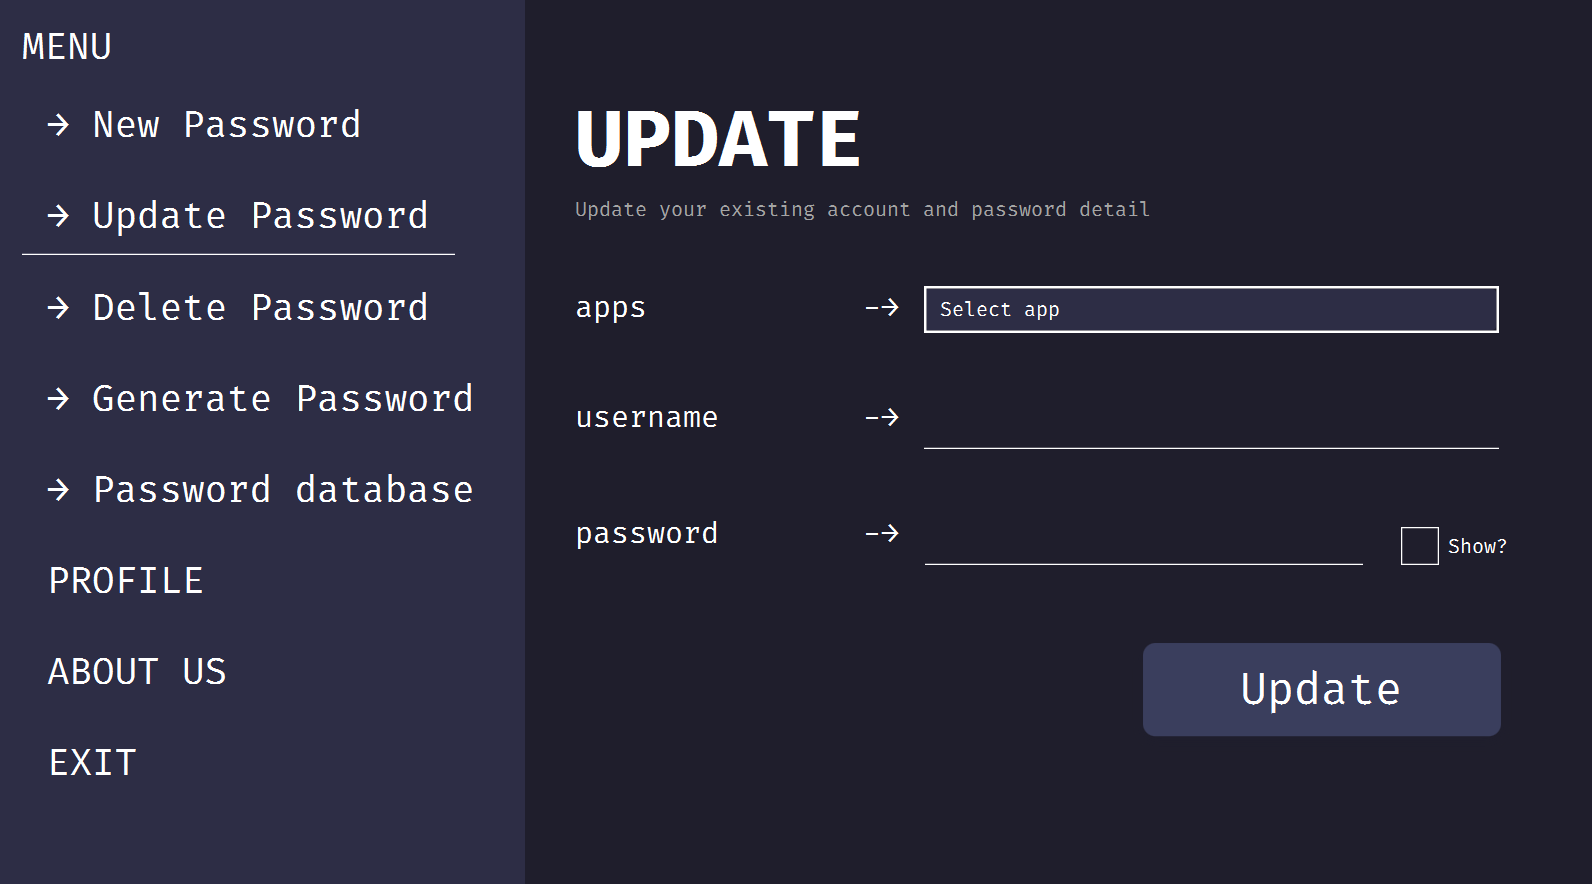 MENU
→ New Password
→ Update Password
→ Delete Password
→ Generate Password
→ Password database
PROFILE
ABOUT US
EXIT
UPDATE
Update your existing account and password detail
apps –→ Select app
username –→
password –→ Show?
Update